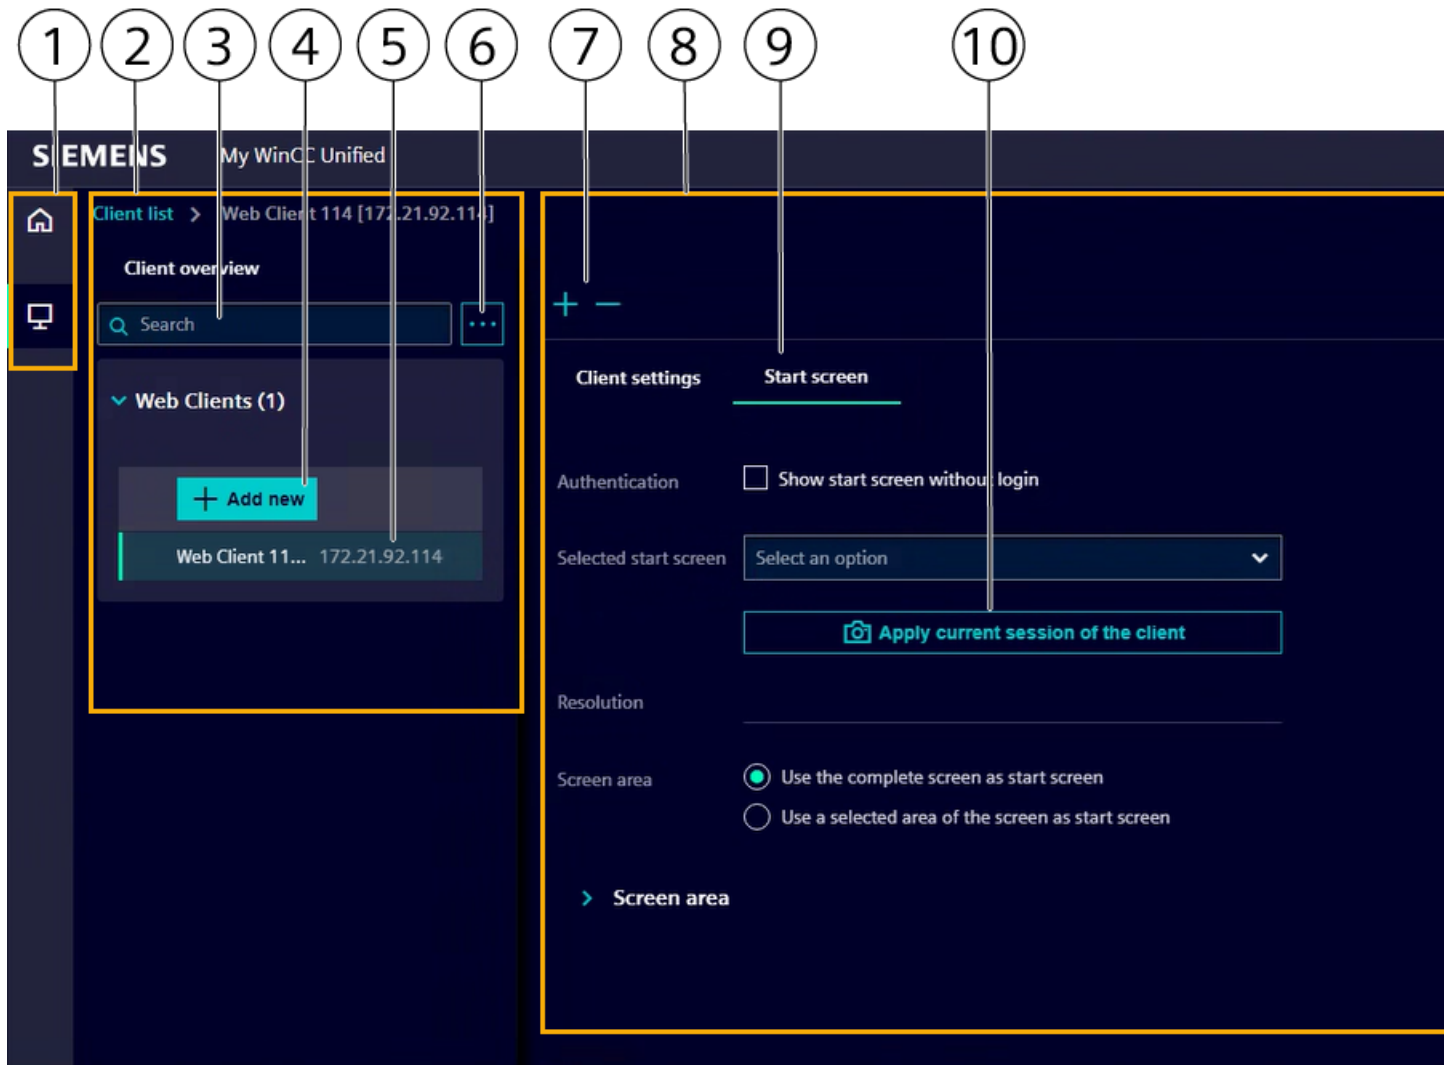 1 2 3 4 5 6 7 8 9 10
SIEMENS My WinCC Unified
Client list > Web Client 114 [172.21.92.114]
Client overview
Search ...
+ −
Web Clients (1)
+ Add new
Web Client 11... 172.21.92.114
Client settings Start screen
Authentication Show start screen without login
Selected start screen Select an option
Apply current session of the client
Resolution
Screen area Use the complete screen as start screen
Use a selected area of the screen as start screen
> Screen area